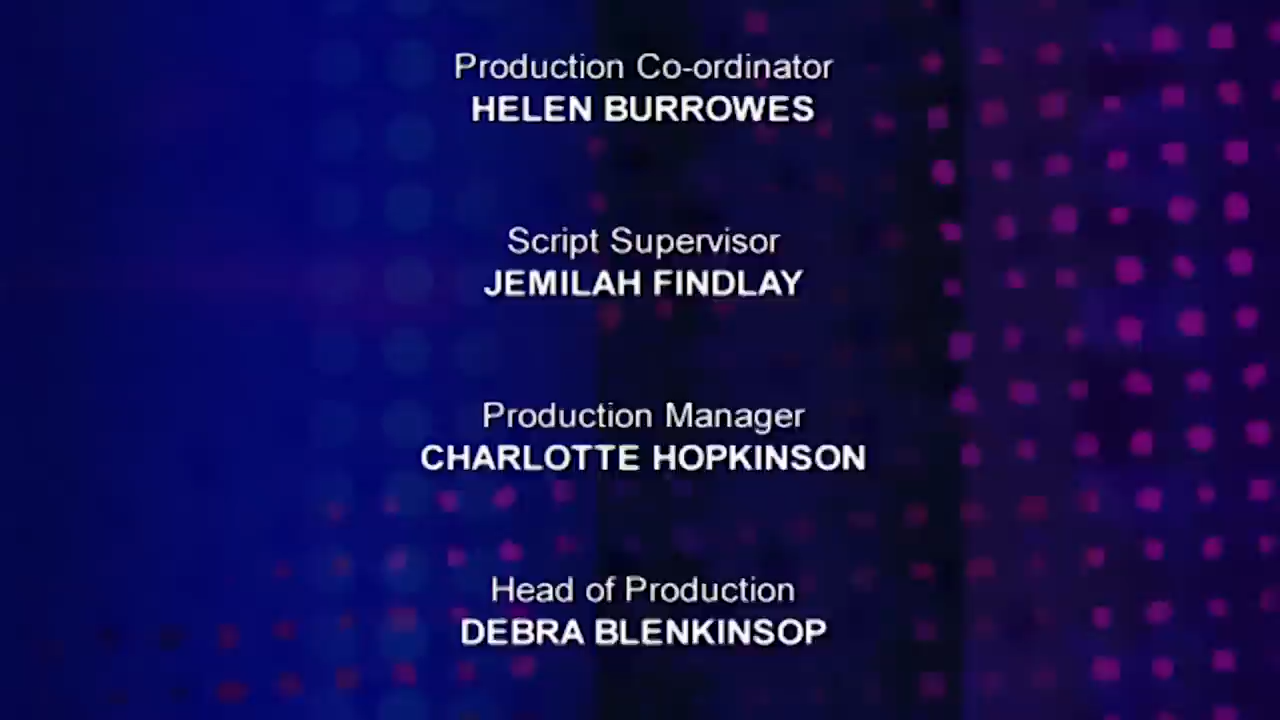 Production Co-ordinator
HELEN BURROWES
Script Supervisor
JEMILAH FINDLAY
Production Manager
CHARLOTTE HOPKINSON
Head of Production
DEBRA BLENKINSOP